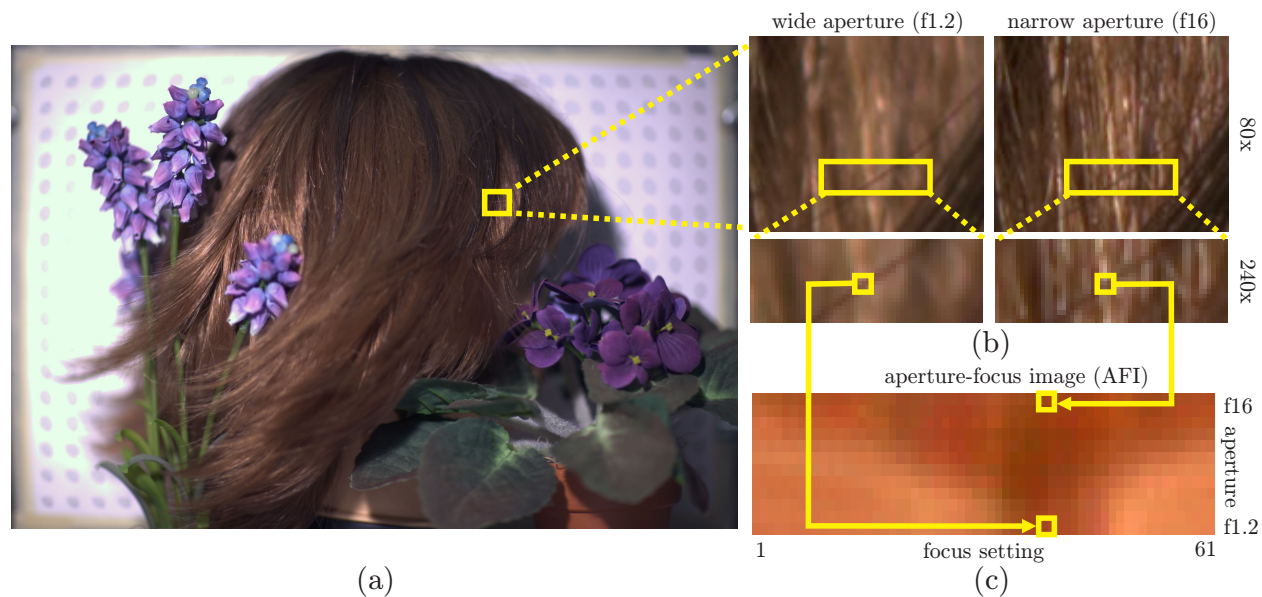 wide aperture (f1.2)
narrow aperture (f16)
80x
240x
(b)
aperture-focus image (AFI)
f16
aperture
f1.2
1
focus setting
61
(a)
(c)